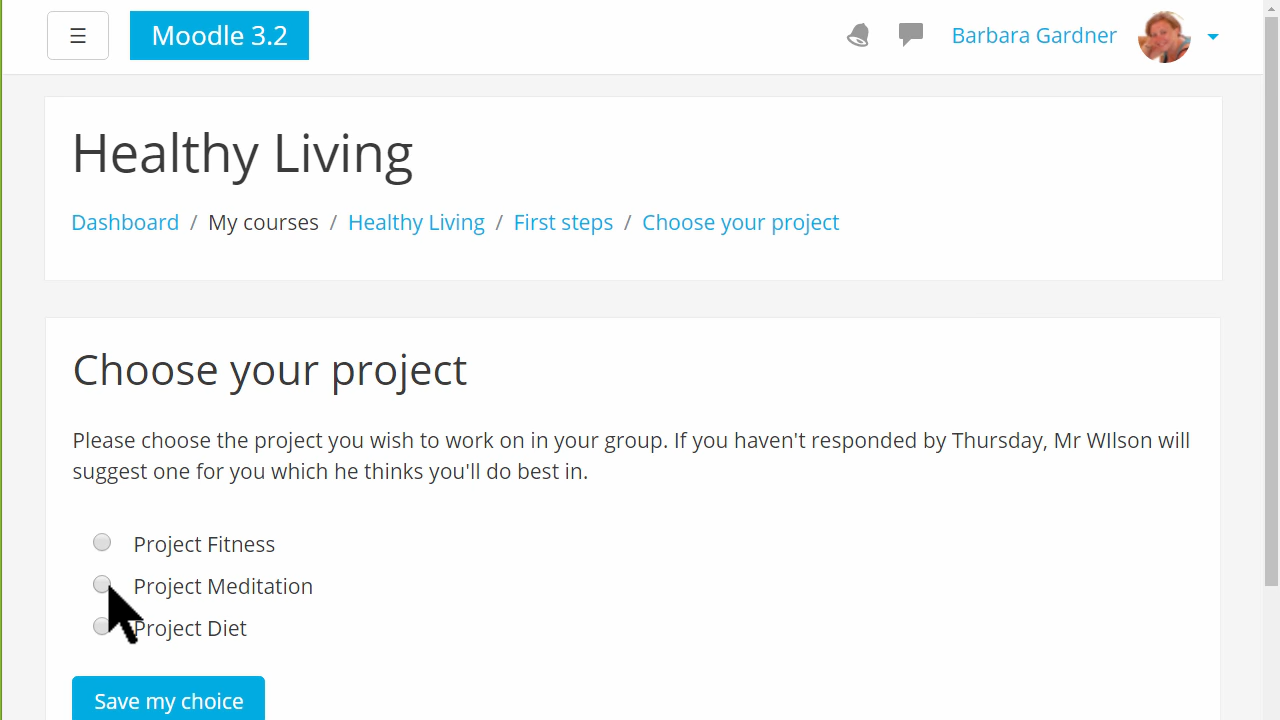 ☰ Moodle 3.2 Barbara Gardner
Healthy Living
Dashboard / My courses / Healthy Living / First steps / Choose your project
Choose your project
Please choose the project you wish to work on in your group. If you haven't responded by Thursday, Mr WIlson will
suggest one for you which he thinks you'll do best in.
Project Fitness
Project Meditation
Project Diet
Save my choice